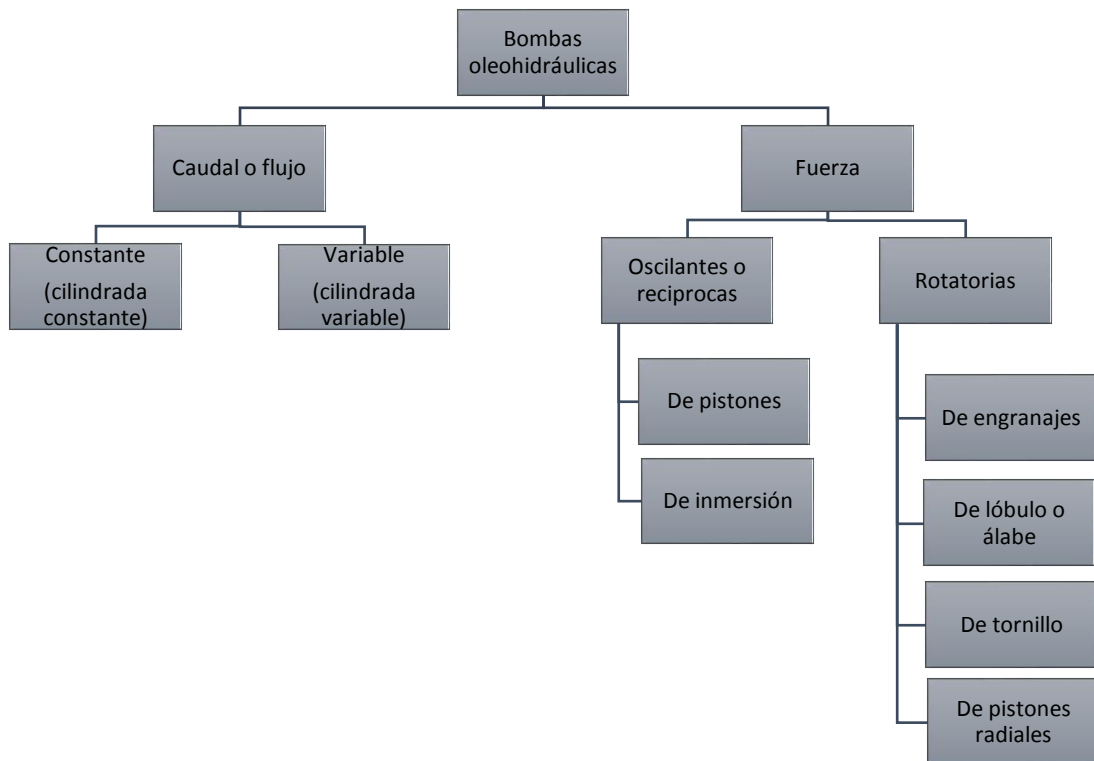 Bombas
oleohidráulicas
Caudal o flujo
Fuerza
Constante
(cilindrada
constante)
Variable
(cilindrada
variable)
Oscilantes o
reciprocas
Rotatorias
De pistones
De inmersión
De engranajes
De lóbulo o
álabe
De tornillo
De pistones
radiales